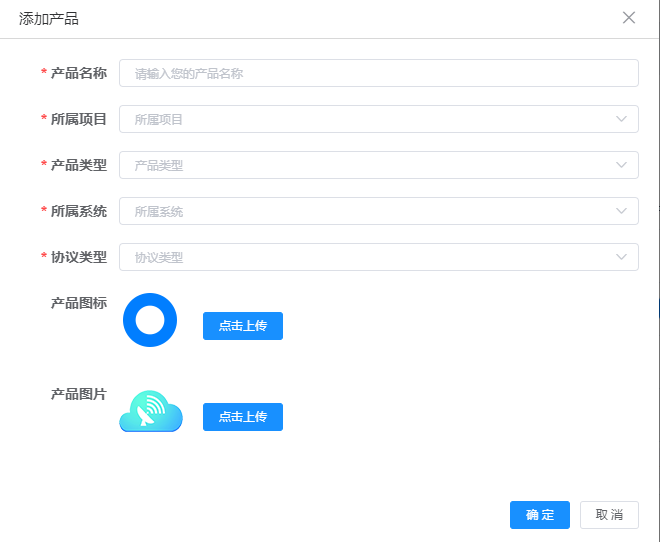 添加产品
* 产品名称 请输入您的产品名称
* 所属项目 所属项目
* 产品类型 产品类型
* 所属系统 所属系统
* 协议类型 协议类型
产品图标 点击上传
产品图片 点击上传
确定 取消